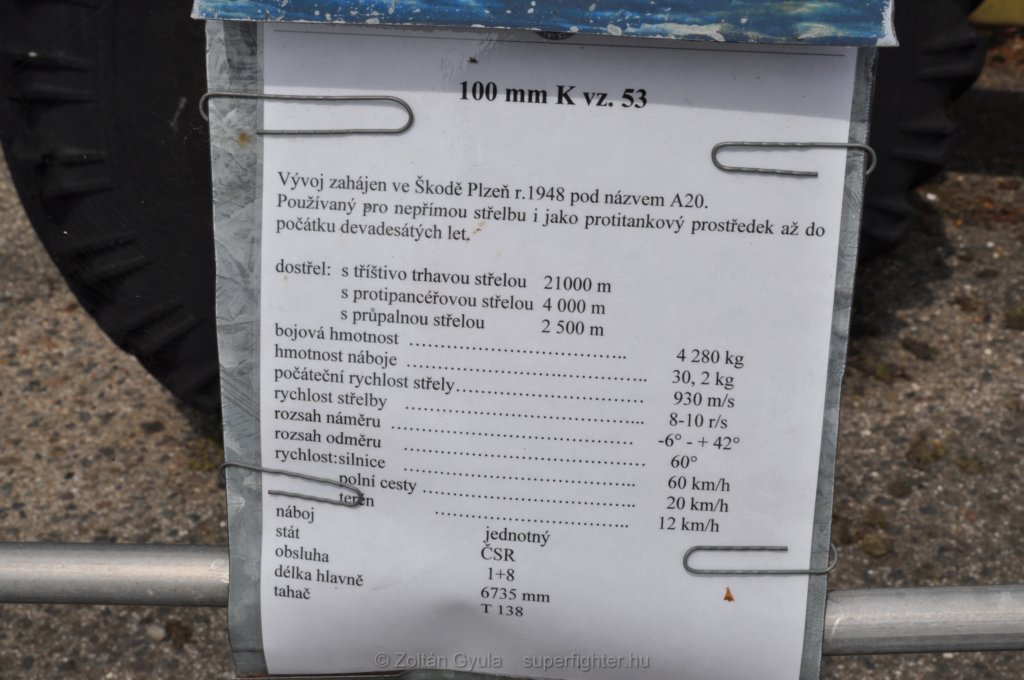 100 mm K vz. 53
Vývoj zahájen ve Škodě Plzeň r.1948 pod názvem A20.
Používaný pro nepřímou střelbu i jako protitankový prostředek až do
počátku devadesátých let.
dostřel: s tříštivo trhavou střelou 21000 m
s protipancéřovou střelou 4 000 m
s průpalnou střelou 2 500 m
bojová hmotnost ........................................ 4 280 kg
hmotnost náboje ........................................ 30, 2 kg
počáteční rychlost střely ........................................ 930 m/s
rychlost střelby ........................................ 8-10 r/s
rozsah náměru ........................................ -6° - + 42°
rozsah odměru ........................................ 60°
rychlost:silnice ........................................ 60 km/h
polní cesty ........................................ 20 km/h
terén ........................................ 12 km/h
náboj jednotný
stát ČSR
obsluha 1+8
délka hlavně 6735 mm
tahač T 138
© Zoltán Gyula superfighter.hu